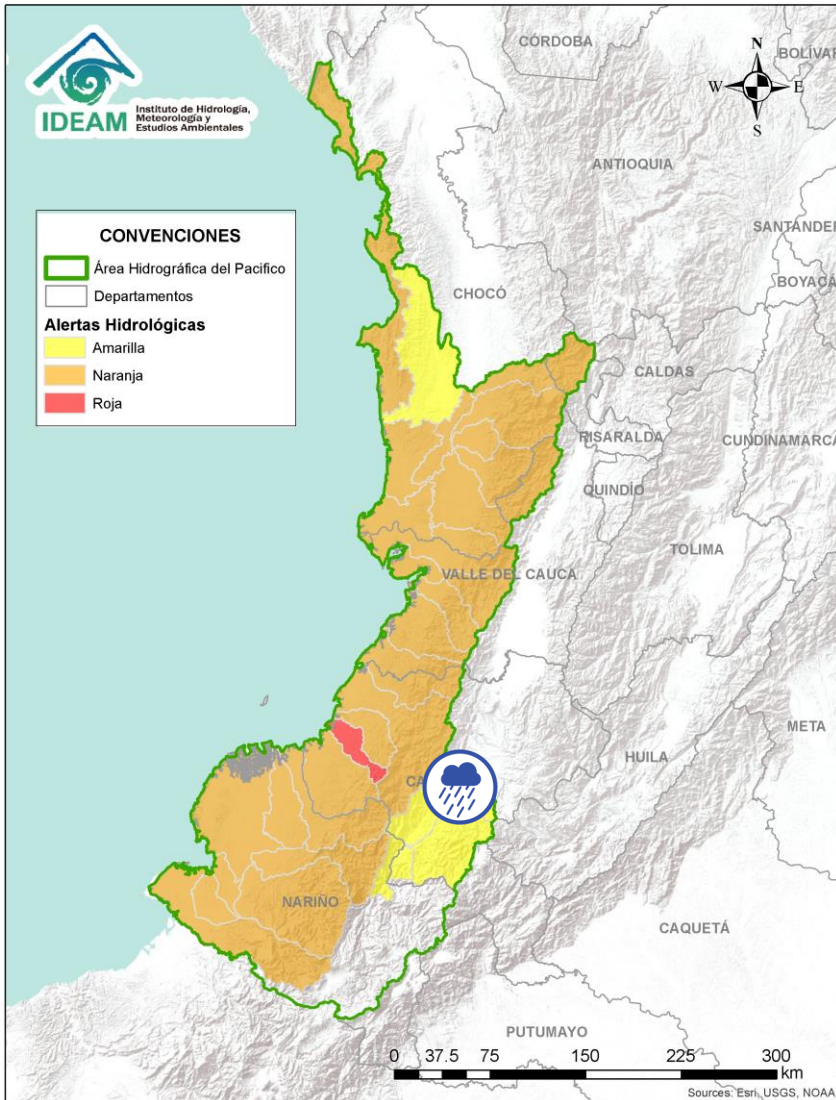 IDEAM
Instituto de Hidrología,
Meteorología y
Estudios Ambientales
CÓRDOBA
BOLÍVAR
N
W E
S
ANTIOQUIA
SANTANDER
BOYACÁ
CONVENCIONES
Área Hidrográfica del Pacifico
Departamentos
Alertas Hidrológicas
Amarilla
Naranja
Roja
CHOCÓ
CALDAS
RISARALDA
CUNDINAMARCA
QUINDÍO
TOLIMA
VALLE DEL CAUCA
META
HUILA
CA
NARIÑO
CAQUETÁ
PUTUMAYO
0 37.5 75 150 225 300
km
Sources: Esri, USGS, NOAA